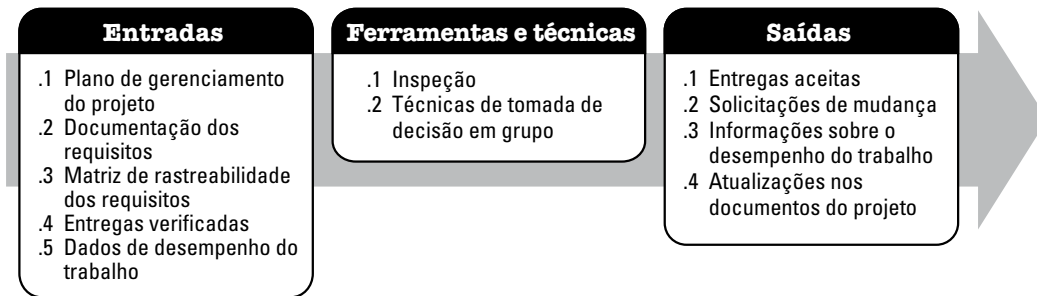 Entradas
.1 Plano de gerenciamento
do projeto
.2 Documentação dos
requisitos
.3 Matriz de rastreabilidade
dos requisitos
.4 Entregas verificadas
.5 Dados de desempenho do
trabalho
Ferramentas e técnicas
.1 Inspeção
.2 Técnicas de tomada de
decisão em grupo
Saídas
.1 Entregas aceitas
.2 Solicitações de mudança
.3 Informações sobre o
desempenho do trabalho
.4 Atualizações nos
documentos do projeto